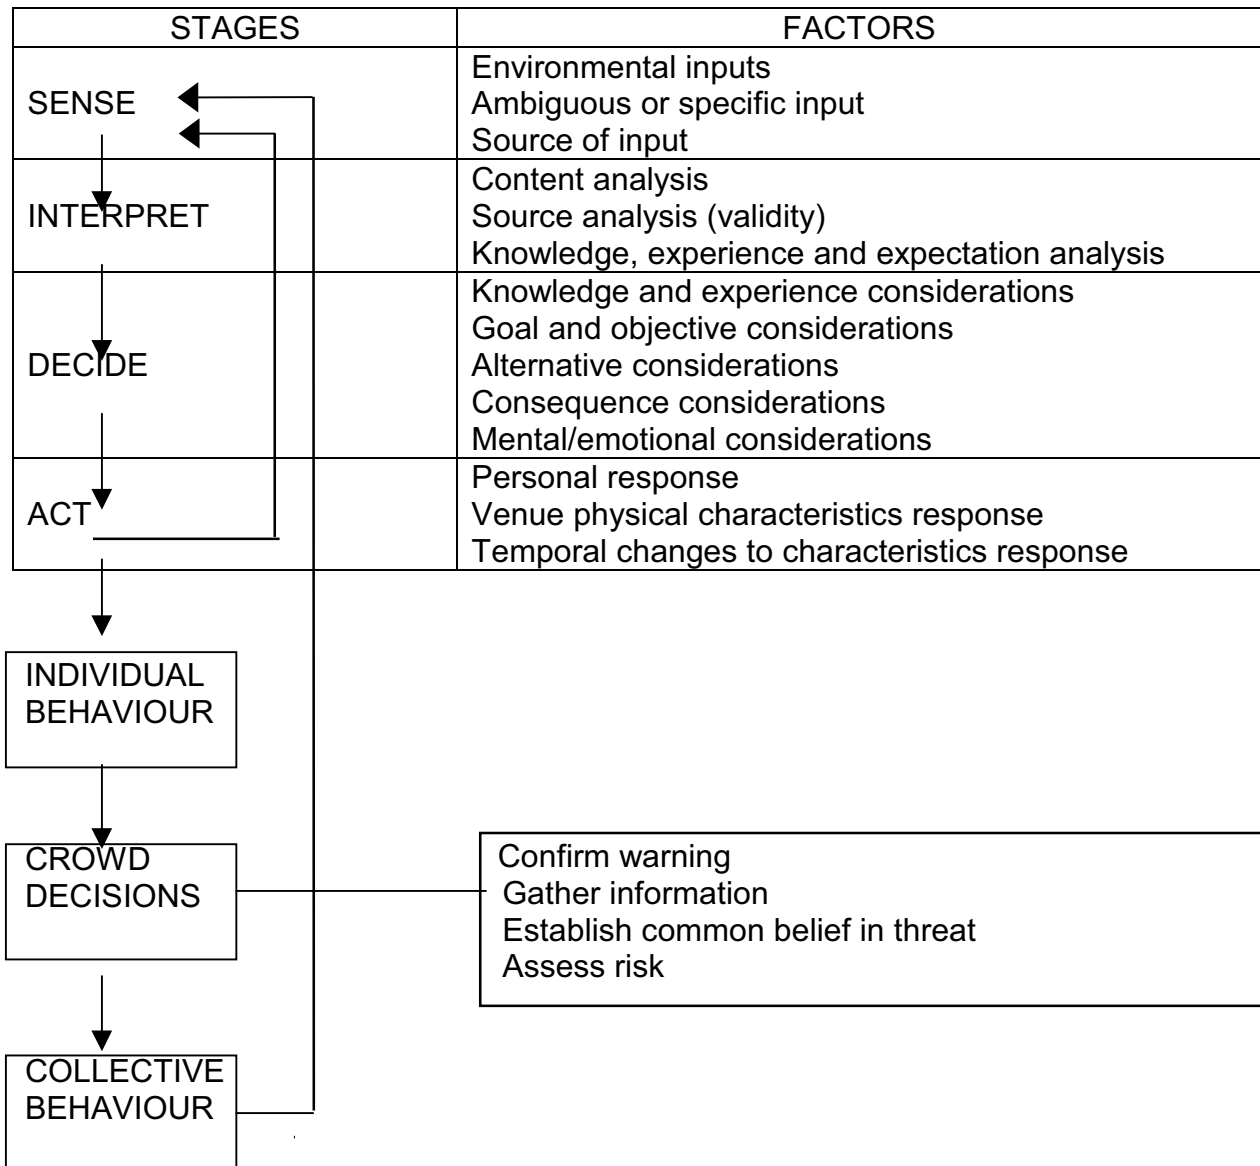 STAGES
FACTORS
SENSE
Environmental inputs
Ambiguous or specific input
Source of input
INTERPRET
Content analysis
Source analysis (validity)
Knowledge, experience and expectation analysis
DECIDE
Knowledge and experience considerations
Goal and objective considerations
Alternative considerations
Consequence considerations
Mental/emotional considerations
ACT
Personal response
Venue physical characteristics response
Temporal changes to characteristics response
INDIVIDUAL
BEHAVIOUR
CROWD
DECISIONS
Confirm warning
Gather information
Establish common belief in threat
Assess risk
COLLECTIVE
BEHAVIOUR